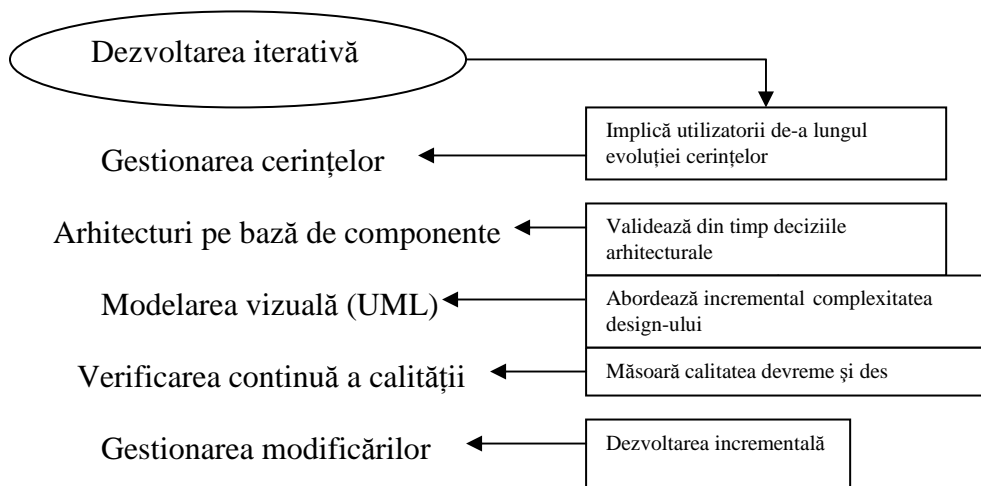 Dezvoltarea iterativă
Implică utilizatorii de-a lungul
evoluției cerințelor
Gestionarea cerințelor
Arhitecturi pe bază de componente
Validează din timp deciziile
arhitecturale
Modelarea vizuală (UML)
Abordează incremental complexitatea
design-ului
Verificarea continuă a calității
Măsoară calitatea devreme și des
Gestionarea modificărilor
Dezvoltarea incrementală